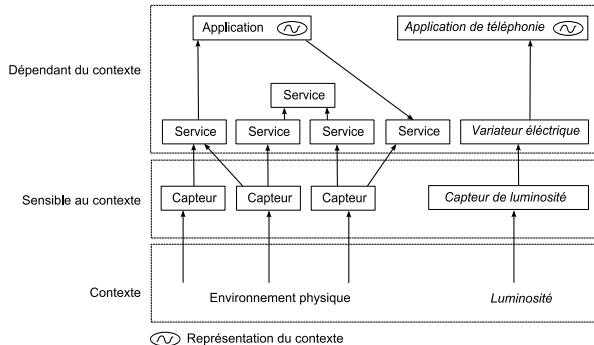 Application
Application de téléphonie
Dépendant du contexte
Service
Service
Service
Service
Service
Variateur éléctrique
Sensible au contexte
Capteur
Capteur
Capteur
Capteur de luminosité
Contexte
Environnement physique
Luminosité
Représentation du contexte